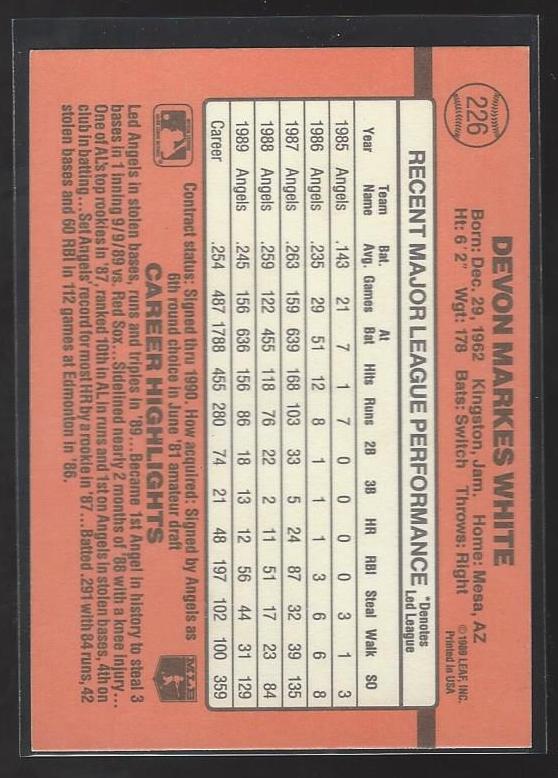 226
DEVON MARKES WHITE
©1989 LEAF, INC.
Printed in USA
Born: Dec. 29, 1962 Kingston, Jam. Home: Mesa, AZ
Ht: 6' 2" Wgt: 178 Bats: Switch Throws: Right
RECENT MAJOR LEAGUE PERFORMANCE *Denotes
Led League
Team Bat. At
Year Name Avg. Games Bat Hits Runs 2B 3B HR RBI Steal Walk SO
1985 Angels .143 21 7 1 7 0 0 0 0 3 1 3
1986 Angels .235 29 51 12 8 1 1 1 3 6 6 8
1987 Angels .263 159 639 168 103 33 5 24 87 32 39 135
1988 Angels .259 122 455 118 76 22 2 11 51 17 23 84
1989 Angels .245 156 636 156 86 18 13 12 56 44 31 129
Career .254 487 1788 455 280 74 21 48 197 102 100 359
Contract status: Signed thru 1990. How acquired: Signed by Angels as
6th round choice in June '81 amateur draft
CAREER HIGHLIGHTS
Led Angels in stolen bases, runs and triples in '89...Became 1st Angel in history to steal 3
bases in 1 inning 9/9/89 vs. Red Sox...Sidelined nearly 2 months of '88 with a knee injury...
One of AL's top rookies in '87, ranked 10th in AL in runs and 1st on Angels in stolen bases, 4th on
club in batting...Set Angels' record for most HR by a rookie in '87...Batted .291 with 84 runs, 42
stolen bases and 60 RBI in 112 games at Edmonton in '86.